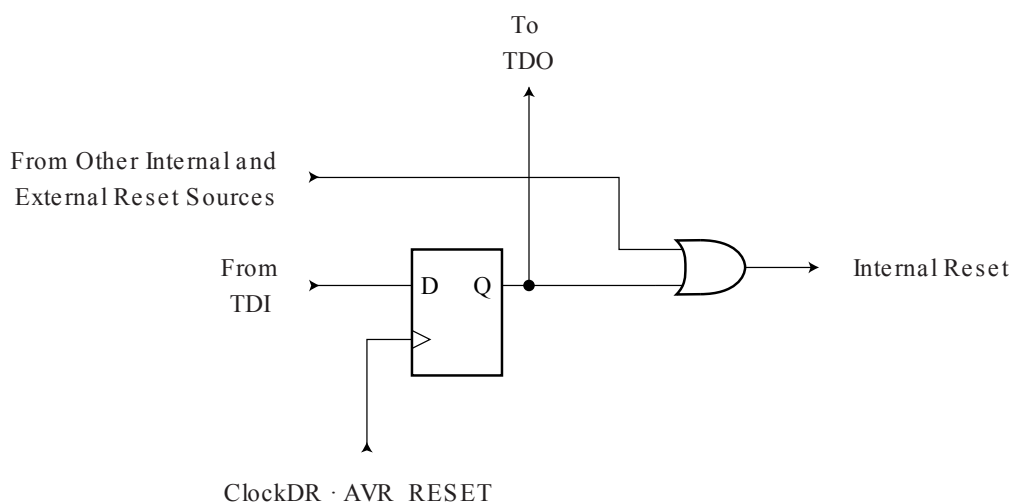 To
TDO
From Other Internal and
External Reset Sources
From
TDI
D
Q
Internal Reset
ClockDR · AVR_RESET